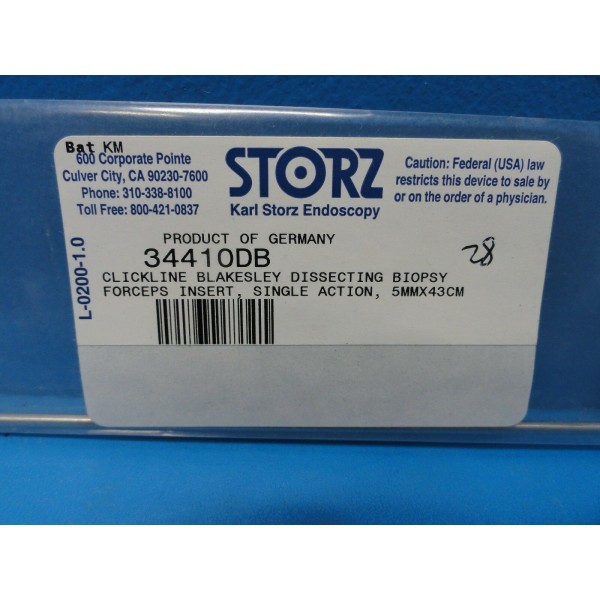 Bat KM
600 Corporate Pointe
Culver City, CA 90230-7600
Phone: 310-338-8100
Toll Free: 800-421-0837
STORZ
Karl Storz Endoscopy
Caution: Federal (USA) law
restricts this device to sale by
or on the order of a physician.
L-0200-1.0
PRODUCT OF GERMANY
34410DB
28
CLICKLINE BLAKESLEY DISSECTING BIOPSY
FORCEPS INSERT, SINGLE ACTION, 5MMX43CM